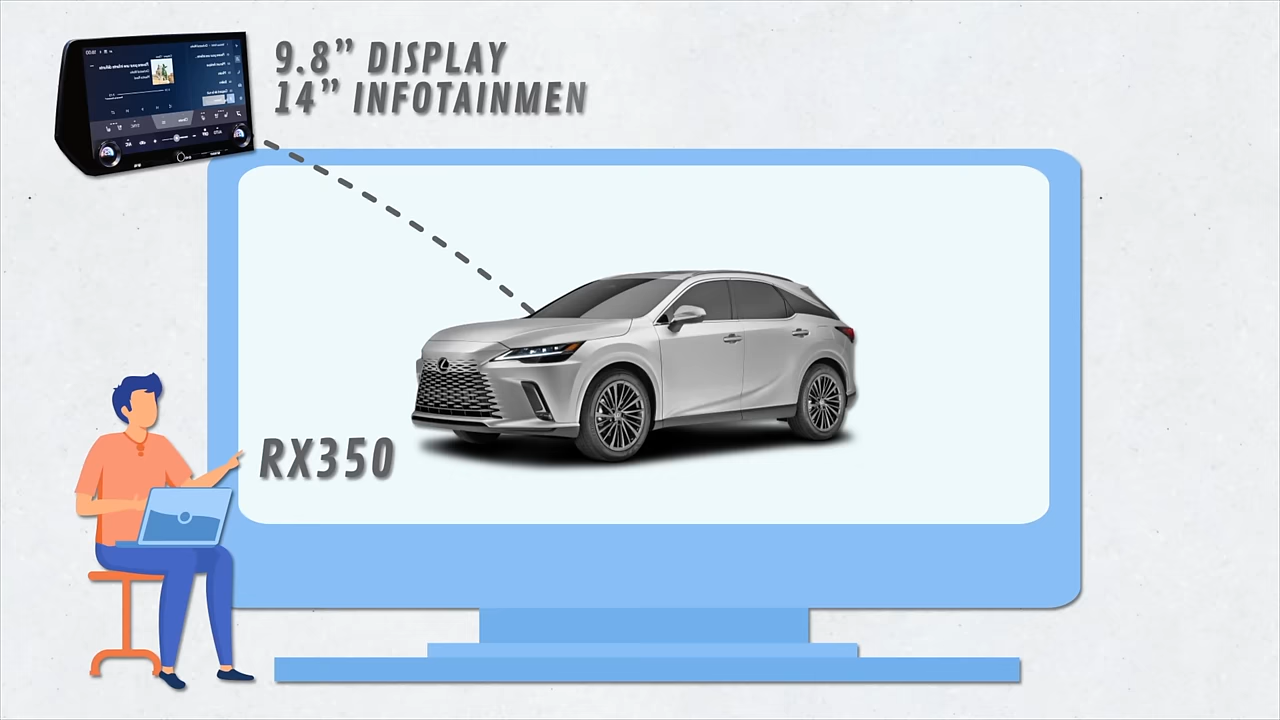 9.8” DISPLAY
14” INFOTAINMEN
RX350